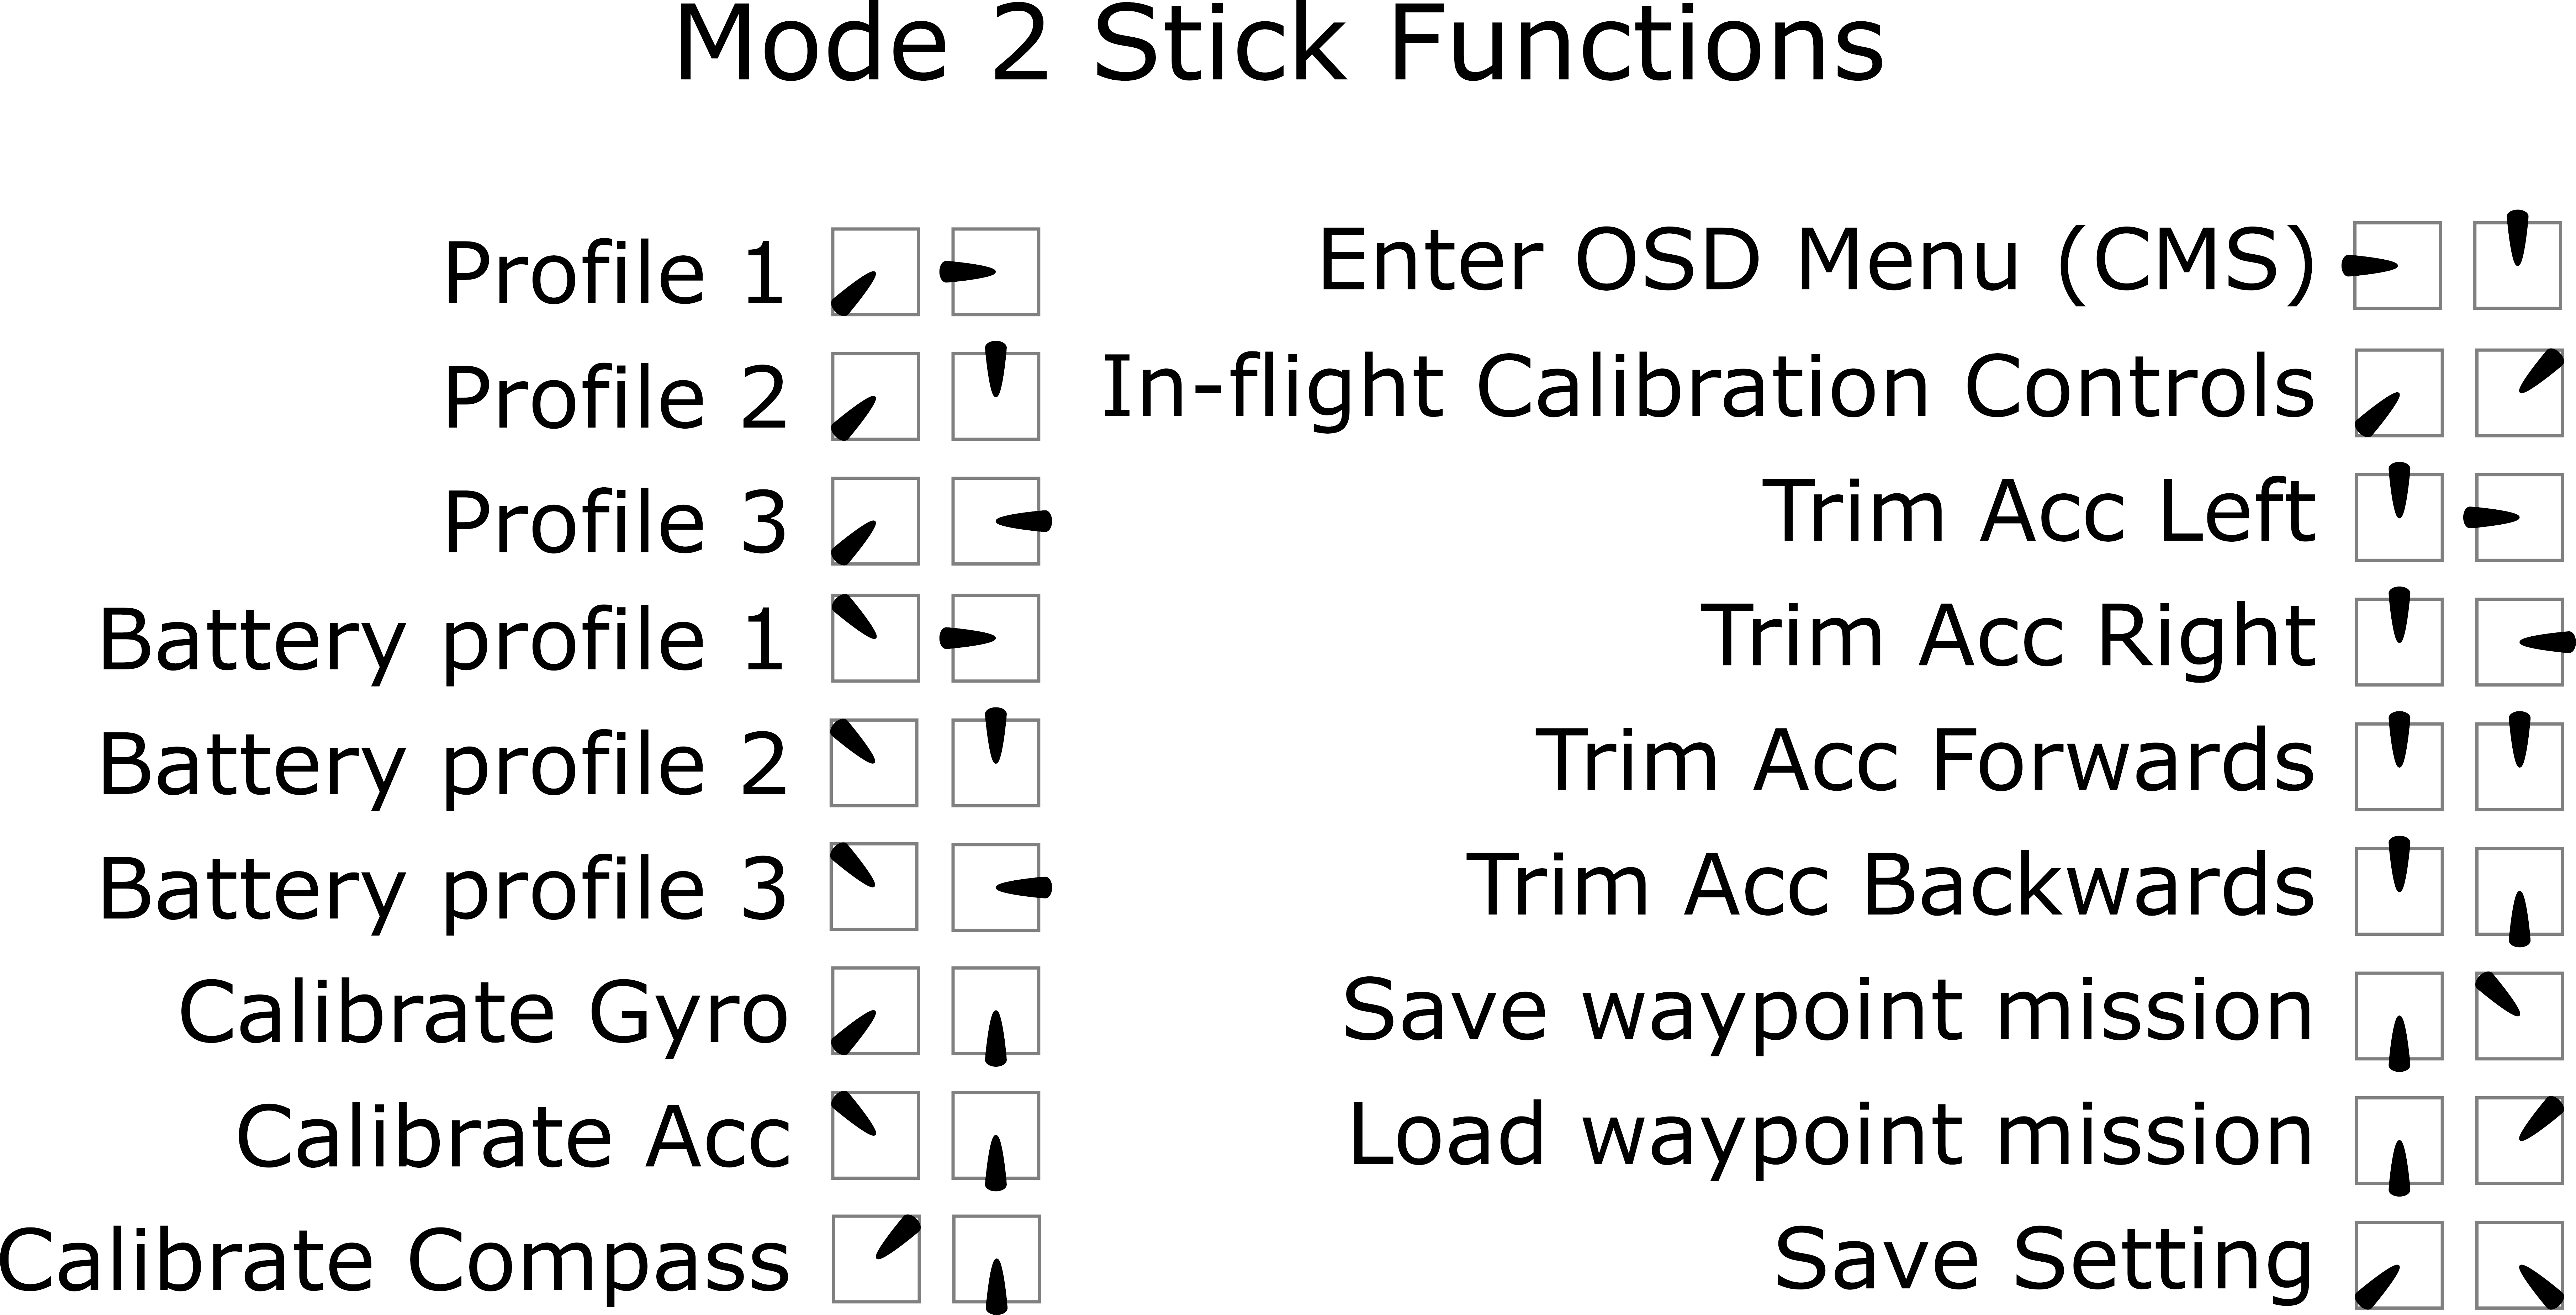 Mode 2 Stick Functions
Profile 1
Profile 2
Profile 3
Battery profile 1
Battery profile 2
Battery profile 3
Calibrate Gyro
Calibrate Acc
Calibrate Compass
Enter OSD Menu (CMS)
In-flight Calibration Controls
Trim Acc Left
Trim Acc Right
Trim Acc Forwards
Trim Acc Backwards
Save waypoint mission
Load waypoint mission
Save Setting